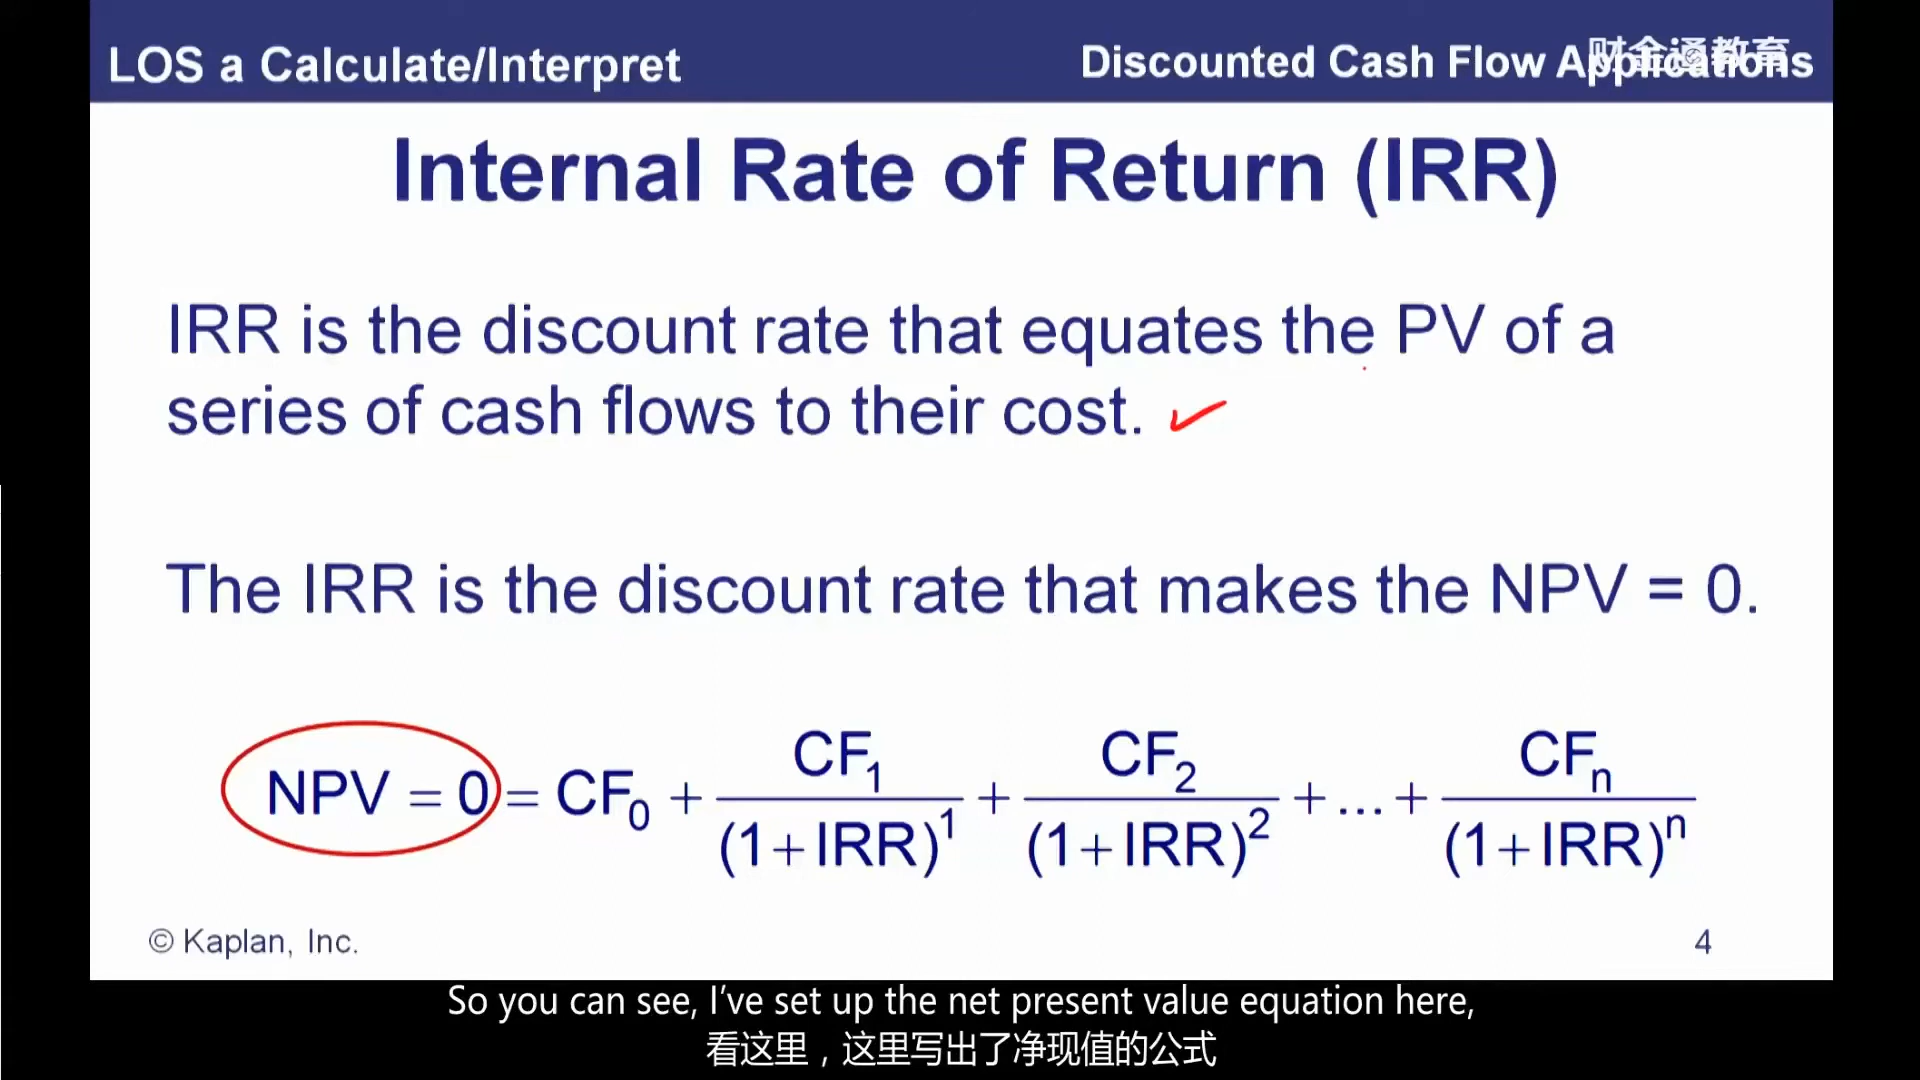 LOS a Calculate/Interpret
Discounted Cash Flow Applications
财金通教育
Internal Rate of Return (IRR)
IRR is the discount rate that equates the PV of a
series of cash flows to their cost.
The IRR is the discount rate that makes the NPV = 0.
NPV = 0 = CF₀ + CF₁/(1+IRR)¹ + CF₂/(1+IRR)² + ... + CFₙ/(1+IRR)ⁿ
© Kaplan, Inc.
4
So you can see, I’ve set up the net present value equation here,
看这里，这里写出了净现值的公式